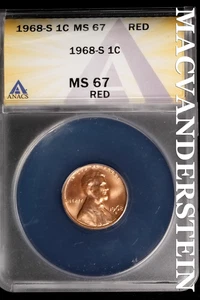 1968-S 1C MS 67 RED
1968-S 1C
MS 67
RED
ANACS
MACVANDERSTEIN